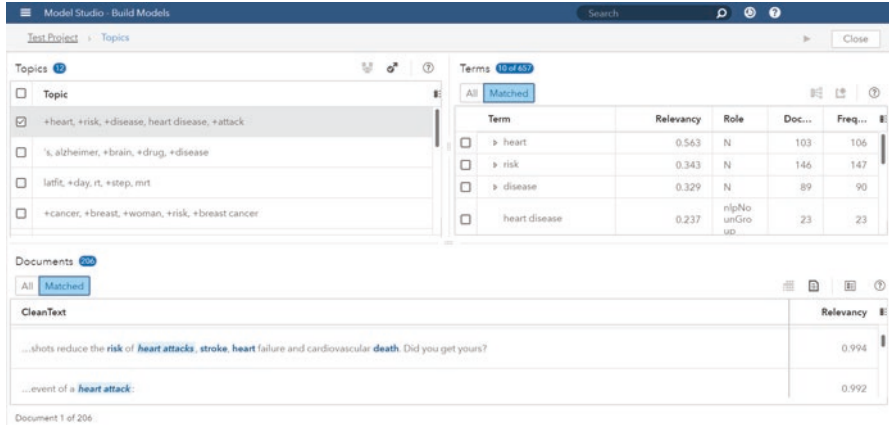 Model Studio - Build Models
Search
Test Project › Topics
Close
Topics 12
Topic
+heart, +risk, +disease, heart disease, +attack
's, alzheimer, +brain, +drug, +disease
latfit, +day, rt, +step, mrt
+cancer, +breast, +woman, +risk, +breast cancer
Terms 10 of 657
All Matched
Term Relevancy Role Doc... Freq...
heart 0.563 N 103 106
risk 0.343 N 146 147
disease 0.329 N 89 90
heart disease 0.237 nlpNo unGro up 23 23
Documents 206
All Matched
CleanText Relevancy
...shots reduce the risk of heart attacks, stroke, heart failure and cardiovascular death. Did you get yours? 0.994
...event of a heart attack: 0.992
Document 1 of 206